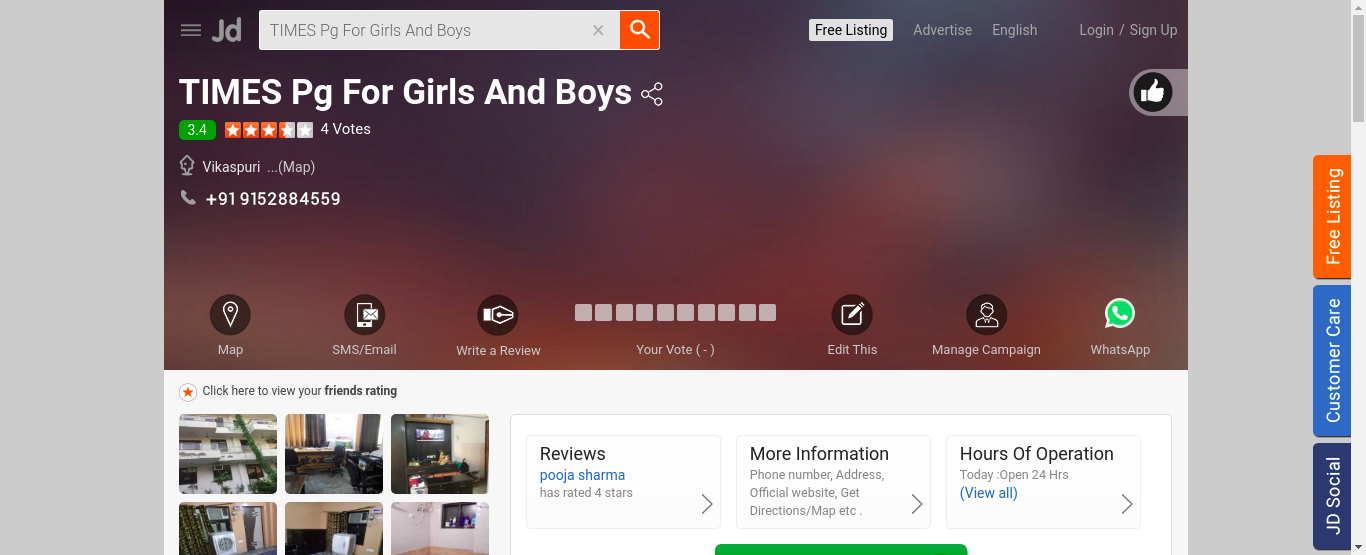 Jd
TIMES Pg For Girls And Boys
Free Listing
Advertise
English
Login / Sign Up
TIMES Pg For Girls And Boys
3.4
4 Votes
Vikaspuri ...(Map)
+91 9152884559
Map
SMS/Email
Write a Review
Your Vote ( - )
Edit This
Manage Campaign
WhatsApp
Click here to view your friends rating
Reviews
pooja sharma
has rated 4 stars
More Information
Phone number, Address,
Official website, Get
Directions/Map etc .
Hours Of Operation
Today :Open 24 Hrs
(View all)
Free Listing
Customer Care
JD Social